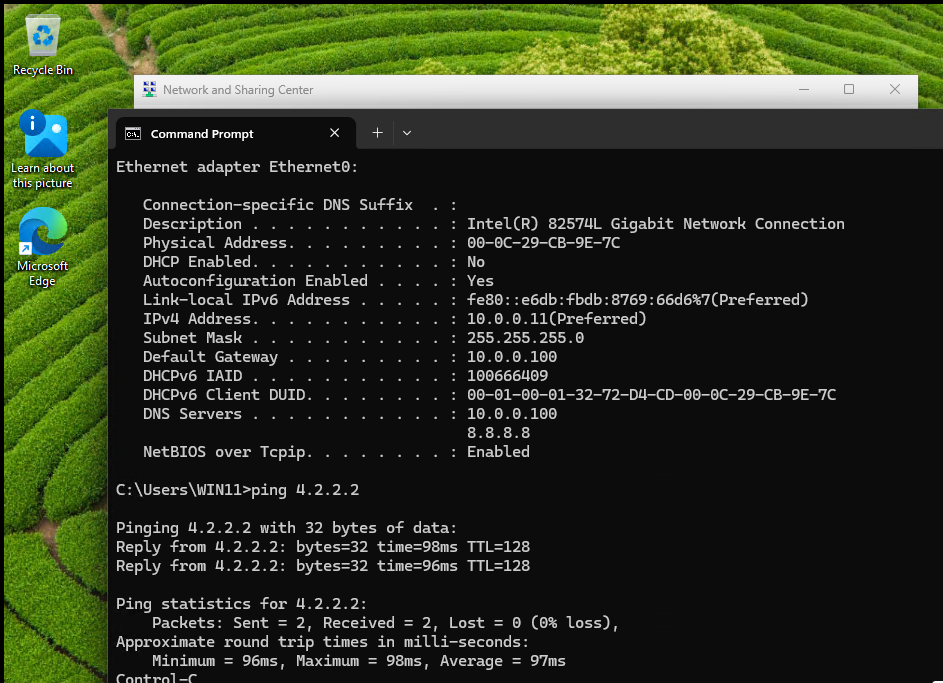 Recycle Bin
Network and Sharing Center
Learn about
this picture
Microsoft
Edge
Command Prompt
Ethernet adapter Ethernet0:
Connection-specific DNS Suffix  . :
Description . . . . . . . . . . . : Intel(R) 82574L Gigabit Network Connection
Physical Address. . . . . . . . . : 00-0C-29-CB-9E-7C
DHCP Enabled. . . . . . . . . . . : No
Autoconfiguration Enabled . . . . : Yes
Link-local IPv6 Address . . . . . : fe80::e6db:fbdb:8769:66d6%7(Preferred)
IPv4 Address. . . . . . . . . . . : 10.0.0.11(Preferred)
Subnet Mask . . . . . . . . . . . : 255.255.255.0
Default Gateway . . . . . . . . . : 10.0.0.100
DHCPv6 IAID . . . . . . . . . . . : 100666409
DHCPv6 Client DUID. . . . . . . . : 00-01-00-01-32-72-D4-CD-00-0C-29-CB-9E-7C
DNS Servers . . . . . . . . . . . : 10.0.0.100
8.8.8.8
NetBIOS over Tcpip. . . . . . . . : Enabled
C:\Users\WIN11>ping 4.2.2.2
Pinging 4.2.2.2 with 32 bytes of data:
Reply from 4.2.2.2: bytes=32 time=98ms TTL=128
Reply from 4.2.2.2: bytes=32 time=96ms TTL=128
Ping statistics for 4.2.2.2:
Packets: Sent = 2, Received = 2, Lost = 0 (0% loss),
Approximate round trip times in milli-seconds:
Minimum = 96ms, Maximum = 98ms, Average = 97ms
Control-C